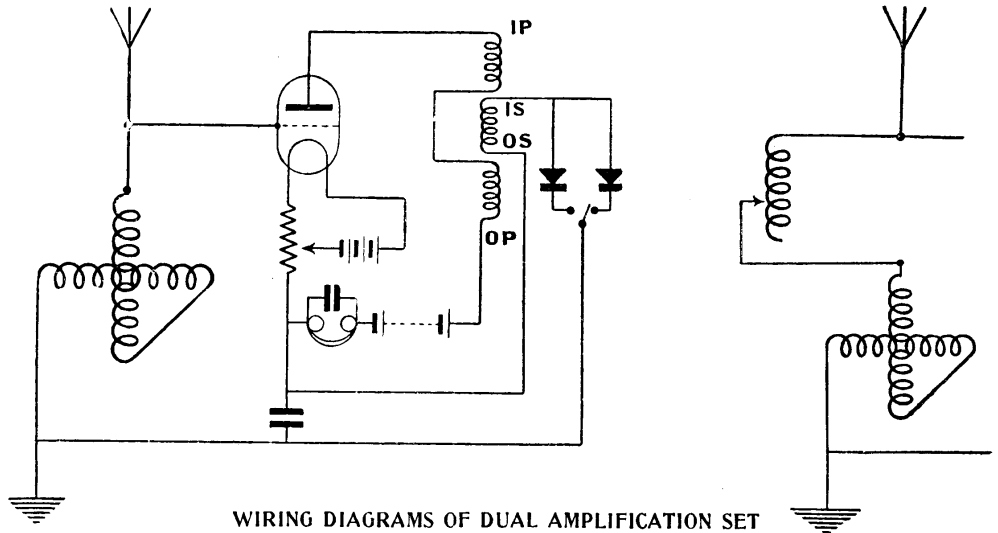 IP
IS
OS
OP
WIRING DIAGRAMS OF DUAL AMPLIFICATION SET